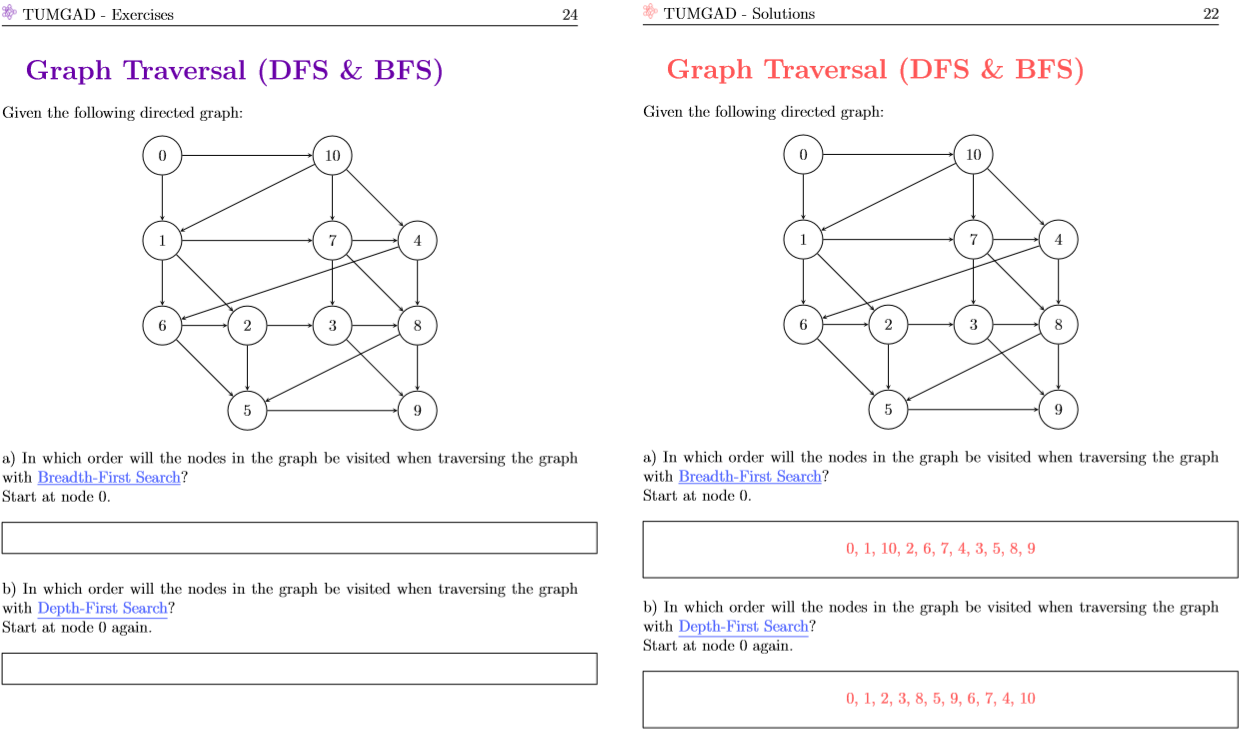 TUMGAD - Exercises 24
Graph Traversal (DFS & BFS)
Given the following directed graph:
0 10
1 7 4
6 2 3 8
5 9
a) In which order will the nodes in the graph be visited when traversing the graph
with Breadth-First Search?
Start at node 0.
b) In which order will the nodes in the graph be visited when traversing the graph
with Depth-First Search?
Start at node 0 again.
TUMGAD - Solutions 22
Graph Traversal (DFS & BFS)
Given the following directed graph:
0 10
1 7 4
6 2 3 8
5 9
a) In which order will the nodes in the graph be visited when traversing the graph
with Breadth-First Search?
Start at node 0.
0, 1, 10, 2, 6, 7, 4, 3, 5, 8, 9
b) In which order will the nodes in the graph be visited when traversing the graph
with Depth-First Search?
Start at node 0 again.
0, 1, 2, 3, 8, 5, 9, 6, 7, 4, 10